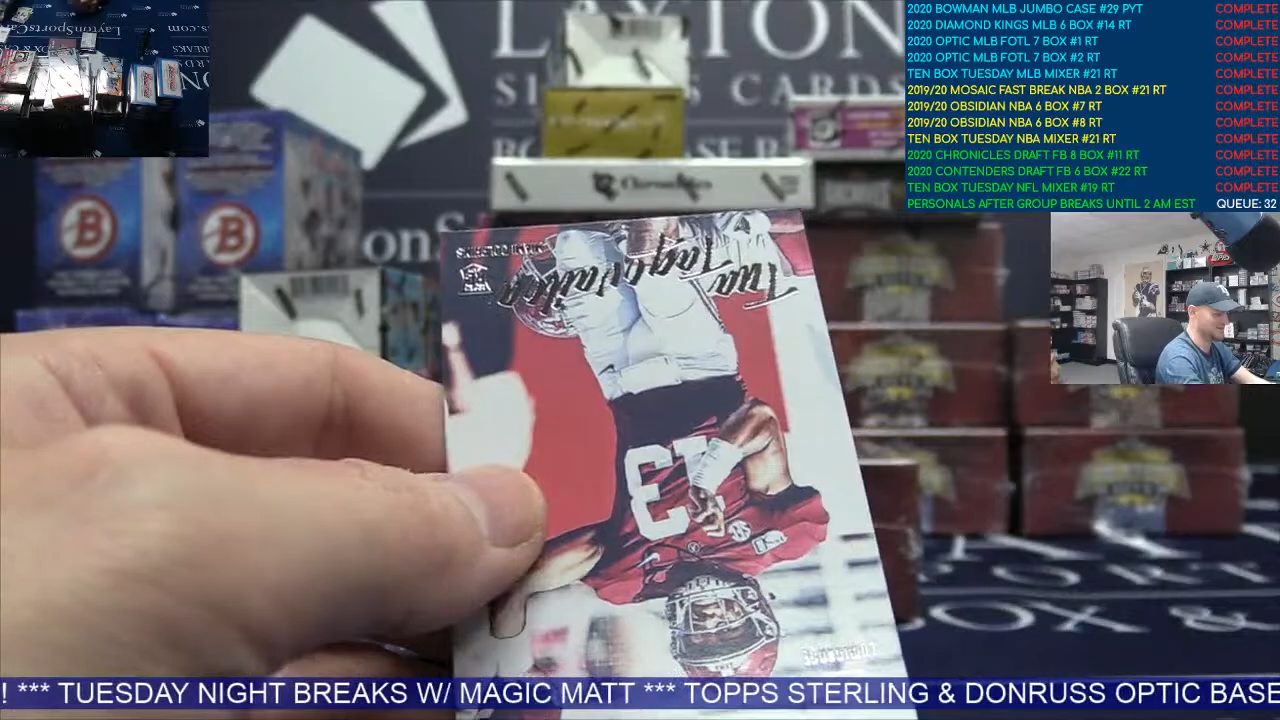 2020 BOWMAN MLB JUMBO CASE #29 PYT COMPLETE
2020 DIAMOND KINGS MLB 6 BOX #14 RT COMPLETE
2020 OPTIC MLB FOTL 7 BOX #1 RT COMPLETE
2020 OPTIC MLB FOTL 7 BOX #2 RT COMPLETE
TEN BOX TUESDAY MLB MIXER #21 RT COMPLETE
2019/20 MOSAIC FAST BREAK NBA 2 BOX #21 RT COMPLETE
2019/20 OBSIDIAN NBA 6 BOX #7 RT COMPLETE
2019/20 OBSIDIAN NBA 6 BOX #8 RT COMPLETE
TEN BOX TUESDAY NBA MIXER #21 RT COMPLETE
2020 CHRONICLES DRAFT FB 8 BOX #11 RT COMPLETE
2020 CONTENDERS DRAFT FB 6 BOX #22 RT COMPLETE
TEN BOX TUESDAY NFL MIXER #19 RT COMPLETE
PERSONALS AFTER GROUP BREAKS UNTIL 2 AM EST QUEUE: 32
LAYTON
CARDS
Chronicles
B
B
Tua Tagovailoa
13
! *** TUESDAY NIGHT BREAKS W/ MAGIC MATT *** TOPPS STERLING & DONRUSS OPTIC BASE